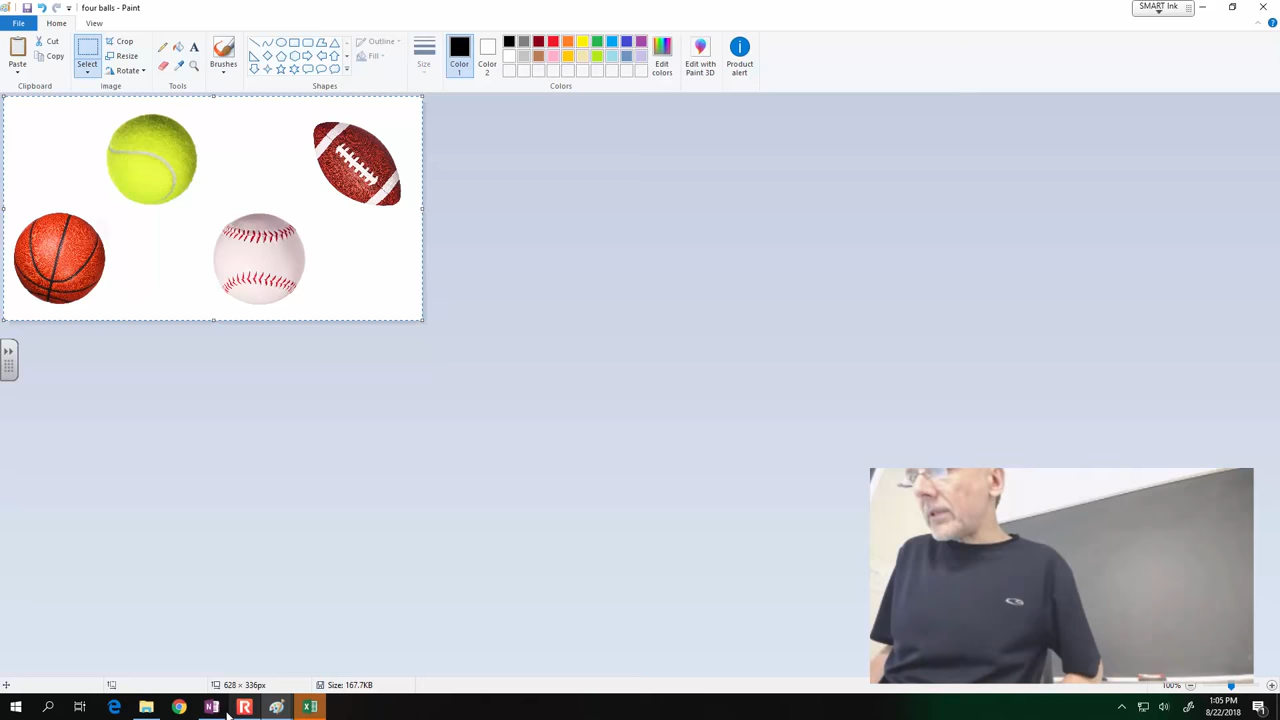 four balls - Paint
SMART Ink
File
Home
View
Paste
Cut
Copy
Clipboard
Select
Crop
Resize
Rotate
Image
A
Tools
Brushes
Outline
Fill
Shapes
Size
Color
1
Color
2
Edit
colors
Colors
Edit with
Paint 3D
Product
alert
628 × 336px
Size: 167.7KB
100%
1:05 PM
8/22/2018